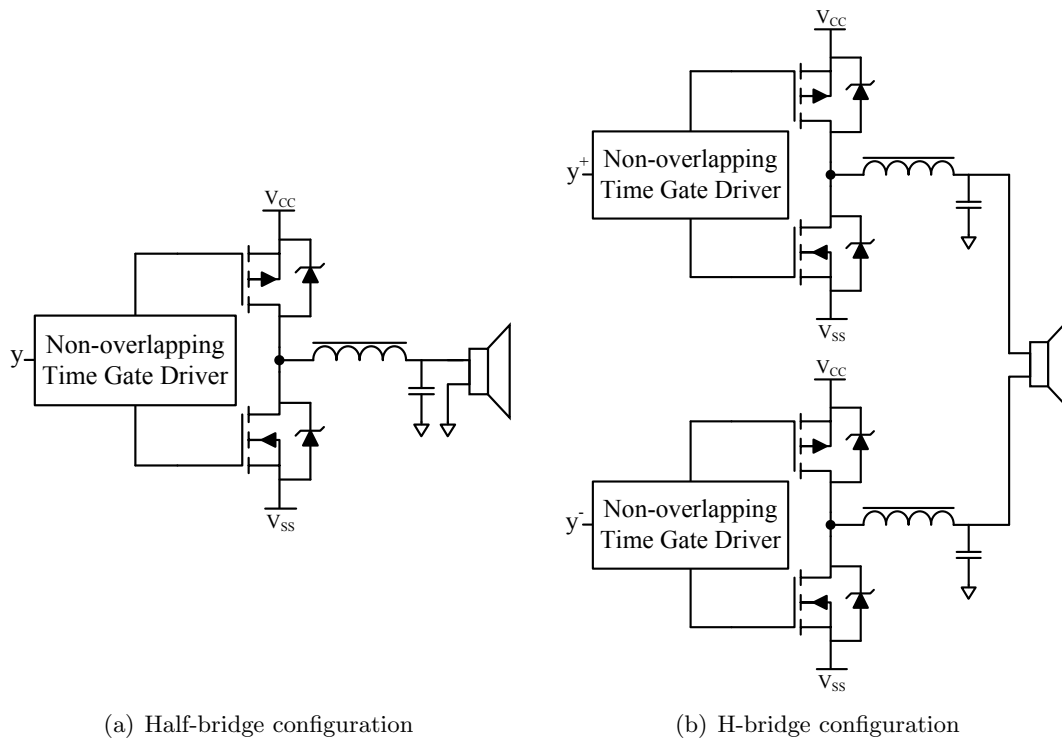 V_CC
y
Non-overlapping
Time Gate Driver
V_SS
(a) Half-bridge configuration
V_CC
y+
Non-overlapping
Time Gate Driver
V_SS
V_CC
y-
Non-overlapping
Time Gate Driver
V_SS
(b) H-bridge configuration